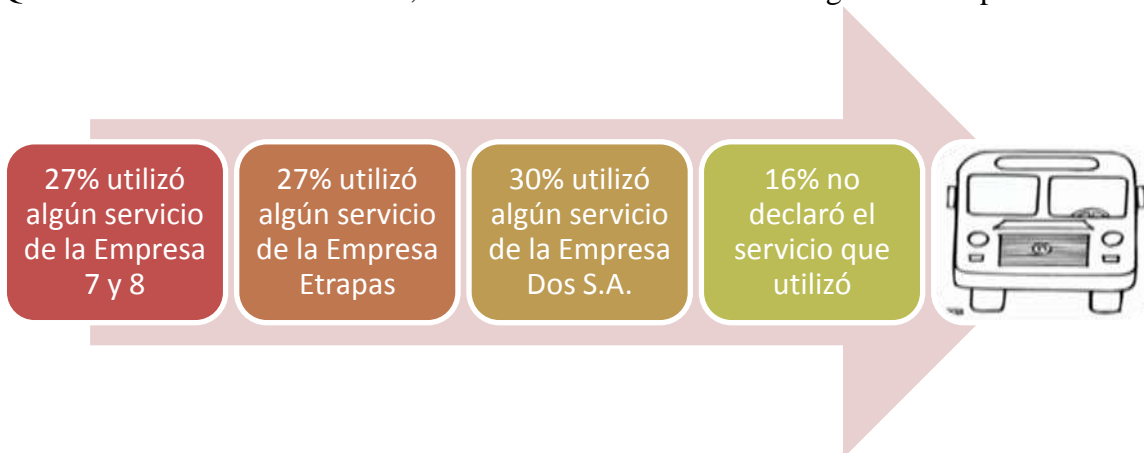 27% utilizó
algún servicio
de la Empresa
7 y 8
27% utilizó
algún servicio
de la Empresa
Etrapas
30% utilizó
algún servicio
de la Empresa
Dos S.A.
16% no
declaró el
servicio que
utilizó